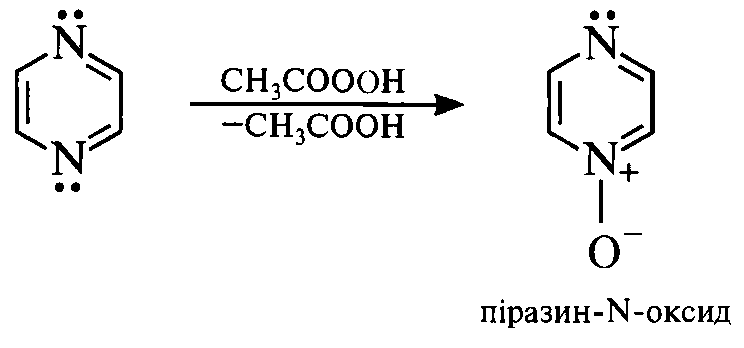 N̈ N̈
CH₃COOOH
−CH₃COOH
N̤ N+
O⁻
піразин-N-оксид